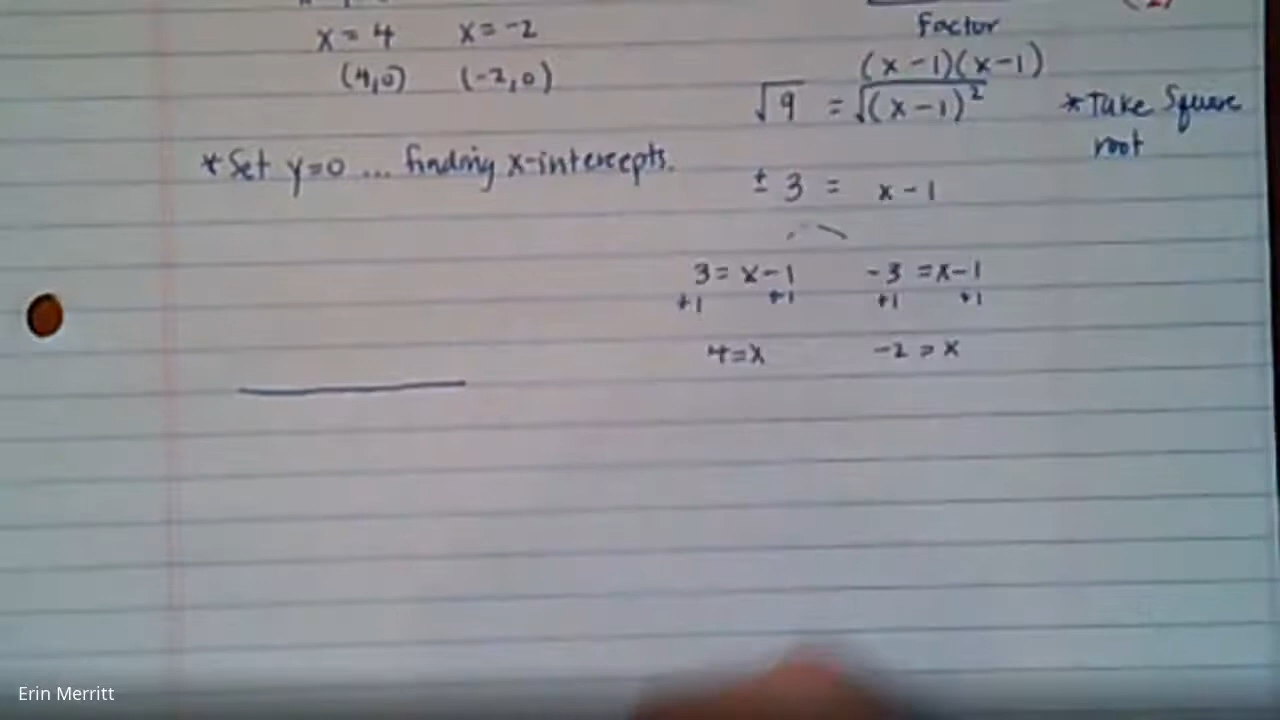 x = 4 x = -2
(4,0) (-2,0)
*Set y=0 ... finding x-intercepts.
Factor
(x-1)(x-1)
√9 = √(x-1)²
*Take Square
root
± 3 = x - 1
3 = x - 1 -3 = x - 1
+1 +1 +1 +1
4 = x -2 = x
Erin Merritt